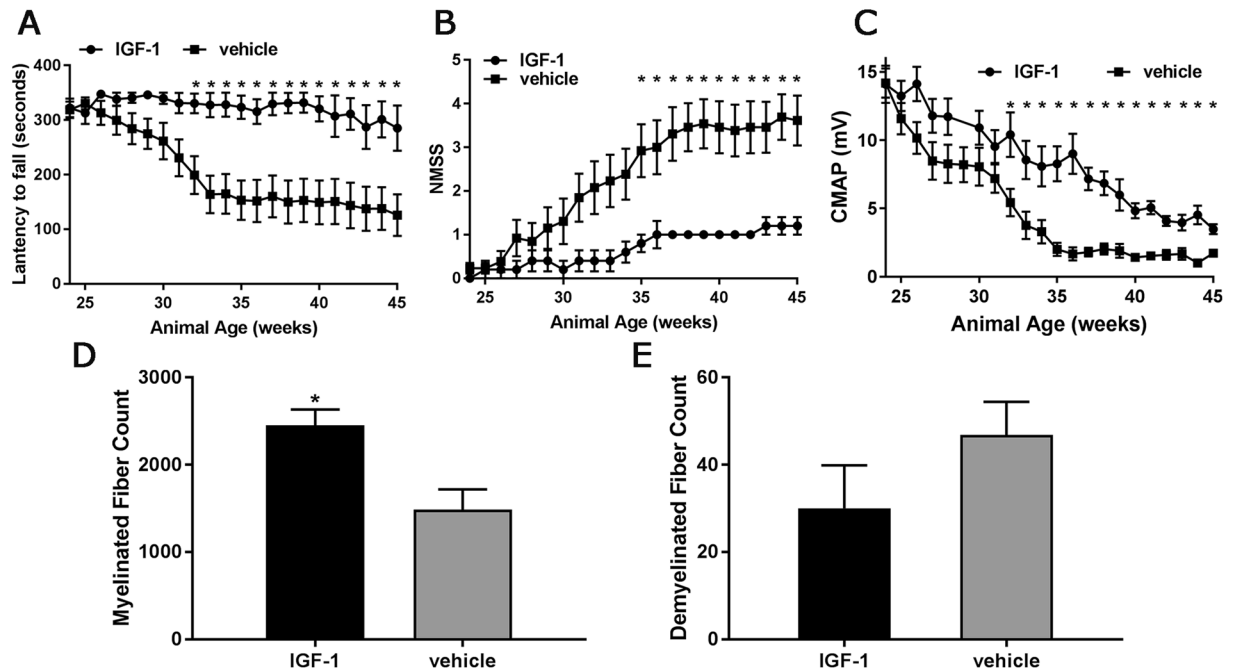 A
IGF-1 vehicle
Lantency to fall (seconds)
400
300
200
100
0
* * * * * * * * * * * * * *
25 30 35 40 45
Animal Age (weeks)
B
IGF-1
vehicle
NMSS
5
4
3
2
1
0
* * * * * * * * * * *
25 30 35 40 45
Animal Age (weeks)
C
IGF-1 vehicle
CMAP (mV)
15
10
5
0
* * * * * * * * * * * * * *
25 30 35 40 45
Animal Age (weeks)
D
Myelinated Fiber Count
3000
2000
1000
0
*
IGF-1 vehicle
E
Demyelinated Fiber Count
60
40
20
0
IGF-1 vehicle